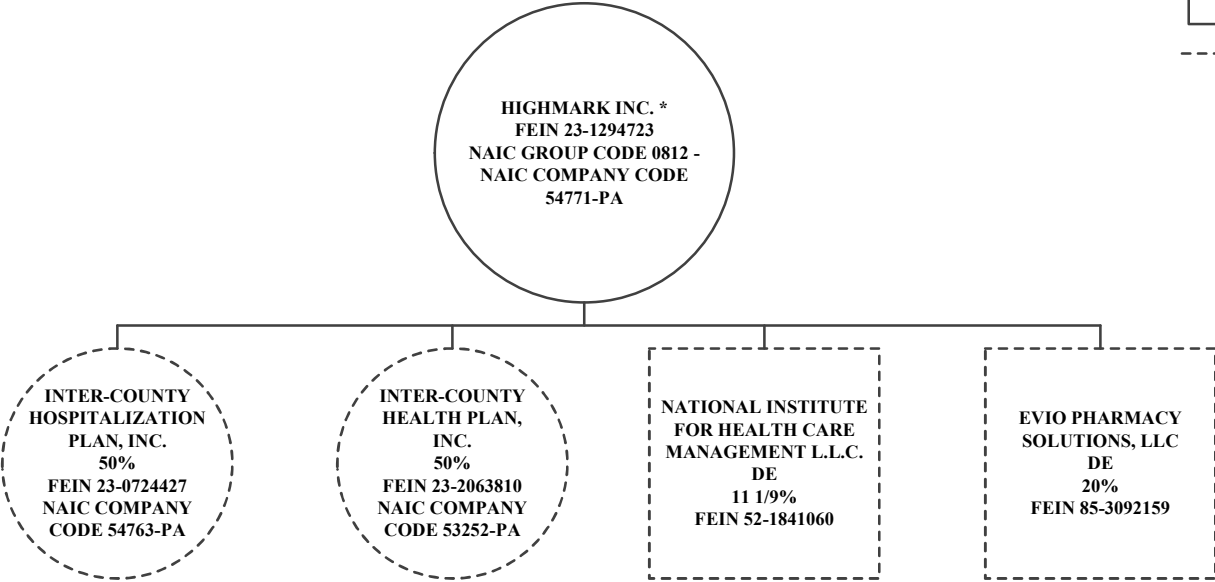 HIGHMARK INC. *
FEIN 23-1294723
NAIC GROUP CODE 0812 -
NAIC COMPANY CODE
54771-PA
INTER-COUNTY
HOSPITALIZATION
PLAN, INC.
50%
FEIN 23-0724427
NAIC COMPANY
CODE 54763-PA
INTER-COUNTY
HEALTH PLAN,
INC.
50%
FEIN 23-2063810
NAIC COMPANY
CODE 53252-PA
NATIONAL INSTITUTE
FOR HEALTH CARE
MANAGEMENT L.L.C.
DE
11 1/9%
FEIN 52-1841060
EVIO PHARMACY
SOLUTIONS, LLC
DE
20%
FEIN 85-3092159